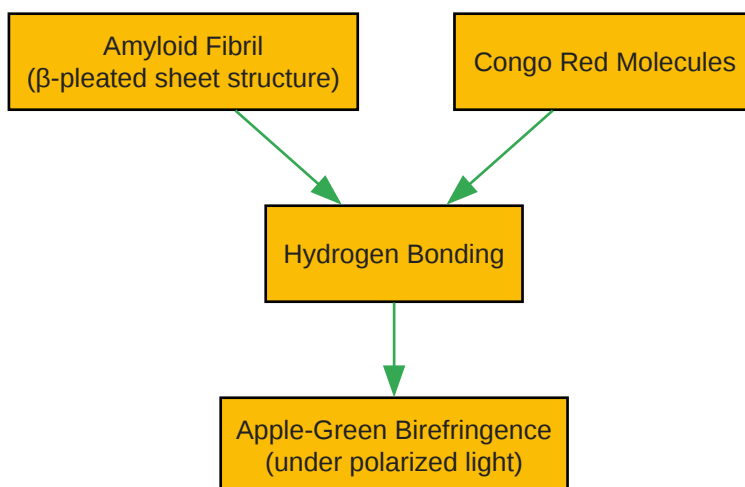 Amyloid Fibril
(β-pleated sheet structure)
Congo Red Molecules
Hydrogen Bonding
Apple-Green Birefringence
(under polarized light)